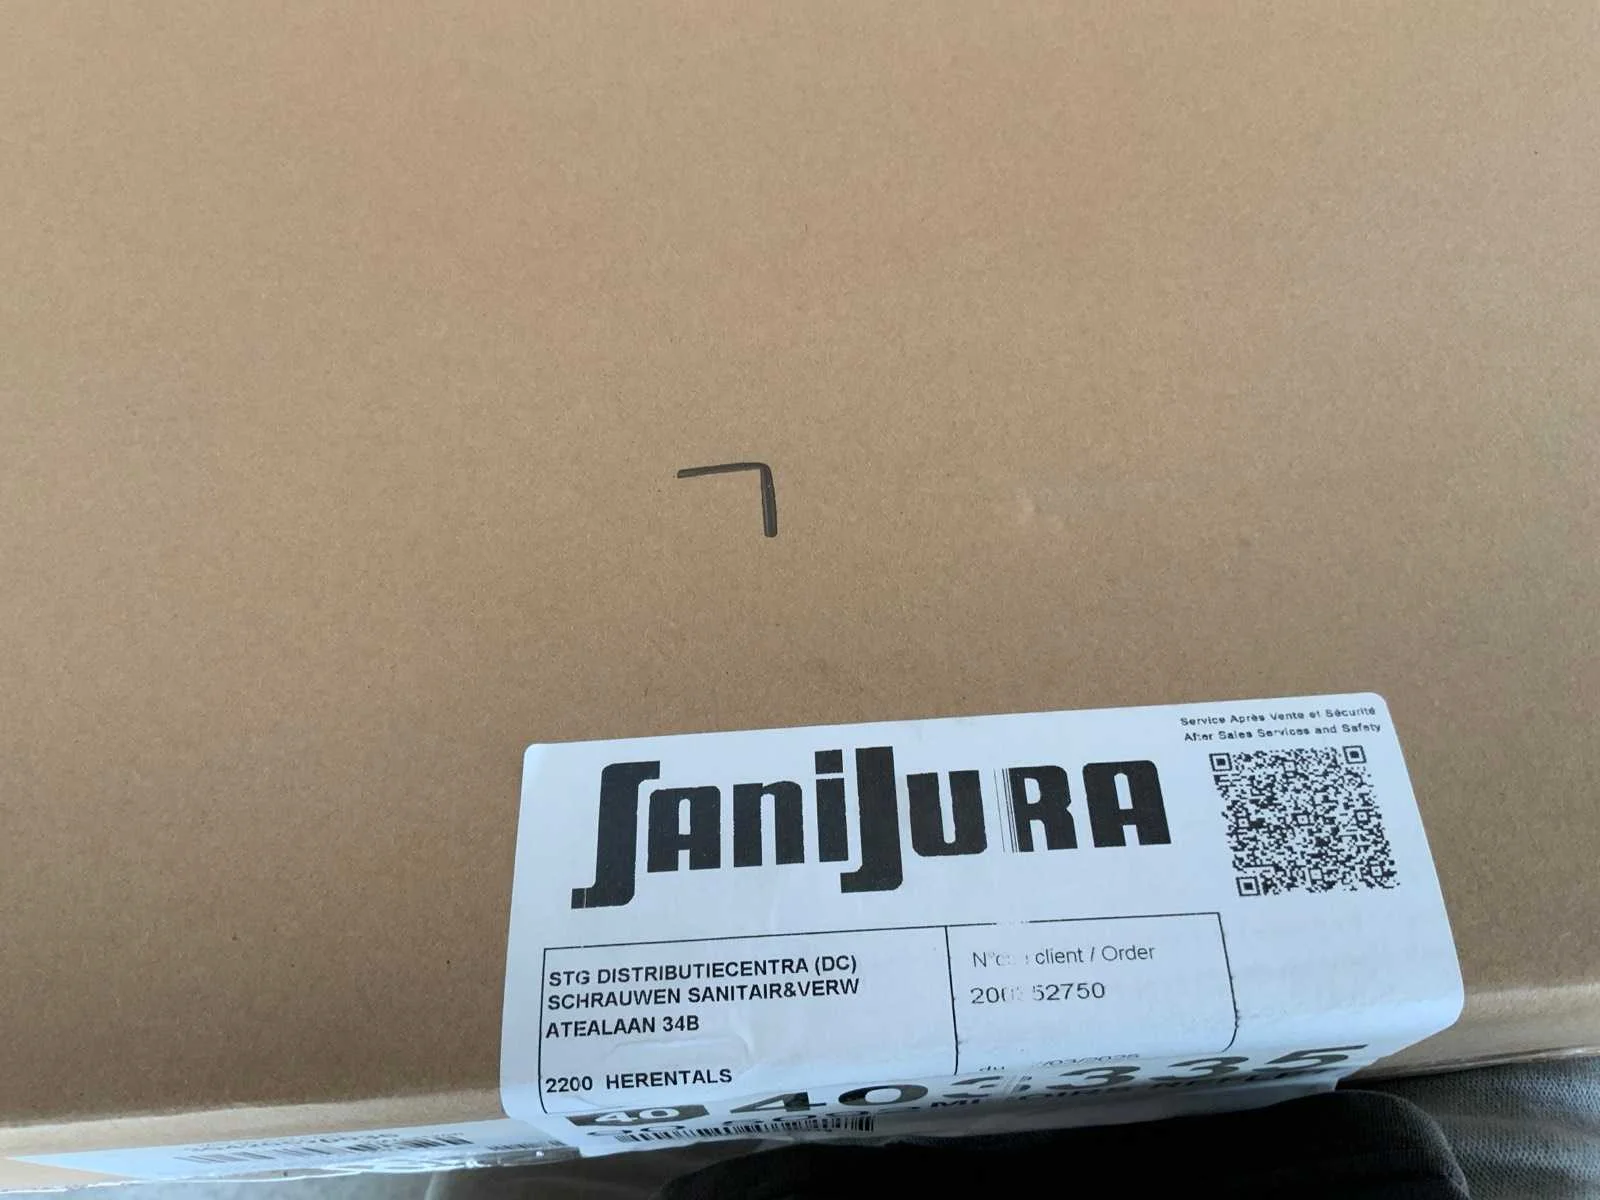 Service Après Vente et Sécurité
After Sales Services and Safety
SANIJURA
STG DISTRIBUTIECENTRA (DC)
SCHRAUWEN SANITAIR&VERW
ATEALAAN 34B
2200 HERENTALS
client / Order
40